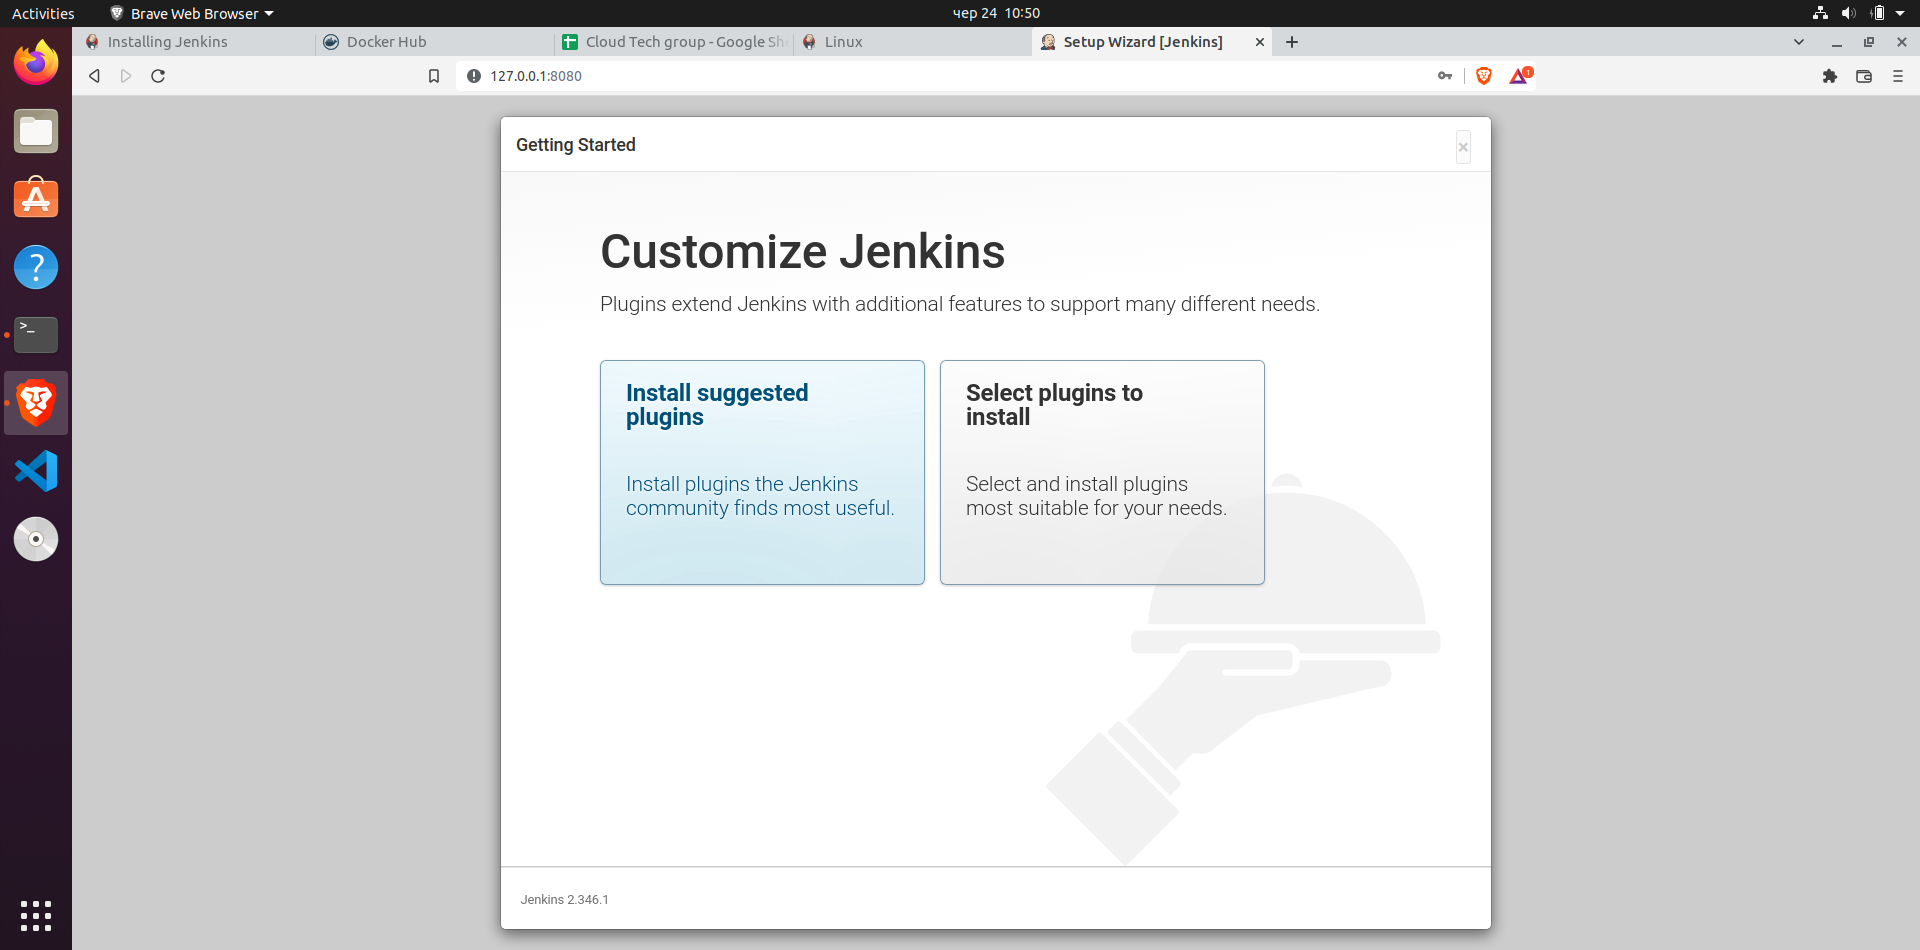 Activities
Brave Web Browser
чер 24 10:50
Installing Jenkins
Docker Hub
Cloud Tech group - Google She
Linux
Setup Wizard [Jenkins]
127.0.0.1:8080
1
Getting Started
Customize Jenkins
Plugins extend Jenkins with additional features to support many different needs.
Install suggested
plugins
Install plugins the Jenkins
community finds most useful.
Select plugins to
install
Select and install plugins
most suitable for your needs.
Jenkins 2.346.1